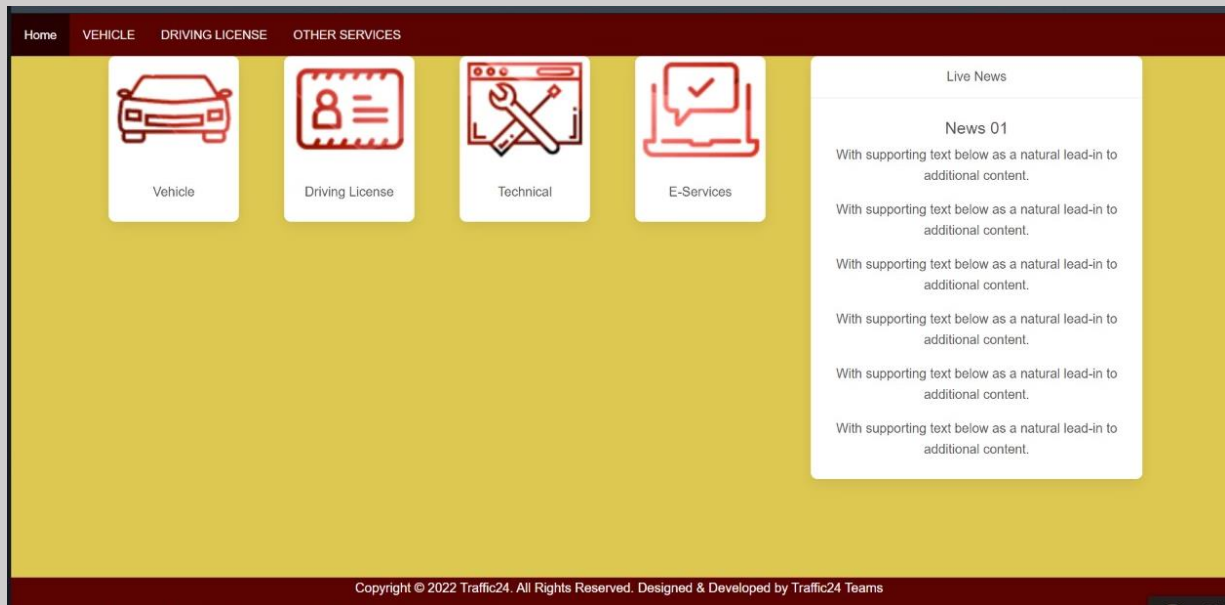 Home VEHICLE DRIVING LICENSE OTHER SERVICES
Vehicle
Driving License
Technical
E-Services
Live News
News 01
With supporting text below as a natural lead-in to
additional content.
With supporting text below as a natural lead-in to
additional content.
With supporting text below as a natural lead-in to
additional content.
With supporting text below as a natural lead-in to
additional content.
With supporting text below as a natural lead-in to
additional content.
With supporting text below as a natural lead-in to
additional content.
Copyright © 2022 Traffic24. All Rights Reserved. Designed & Developed by Traffic24 Teams